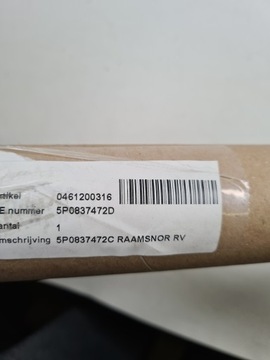 tikel 0461200316
E nummer 5P0837472D
antal 1
mschrijving 5P0837472C RAAMSNOR RV